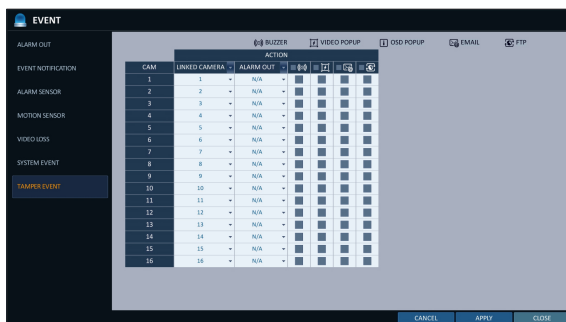 EVENT
ALARM OUT
EVENT NOTIFICATION
ALARM SENSOR
MOTION SENSOR
VIDEO LOSS
SYSTEM EVENT
TAMPER EVENT
BUZZER VIDEO POPUP OSD POPUP EMAIL FTP
ACTION
CAM LINKED CAMERA ALARM OUT
1 1 N/A
2 2 N/A
3 3 N/A
4 4 N/A
5 5 N/A
6 6 N/A
7 7 N/A
8 8 N/A
9 9 N/A
10 10 N/A
11 11 N/A
12 12 N/A
13 13 N/A
14 14 N/A
15 15 N/A
16 16 N/A
CANCEL APPLY CLOSE